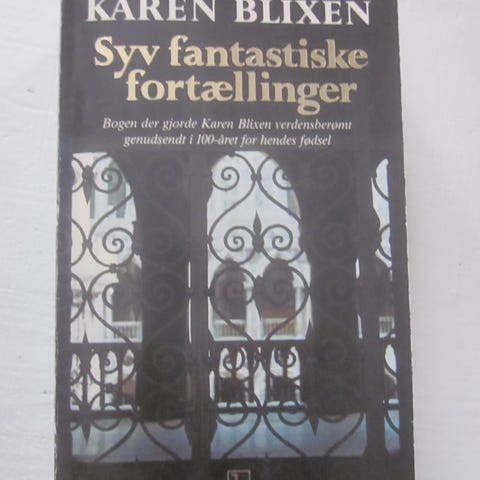 KAREN BLIXEN
Syv fantastiske
fortællinger
Bogen der gjorde Karen Blixen verdensberømt
genudsendt i 100-året for hendes fødsel